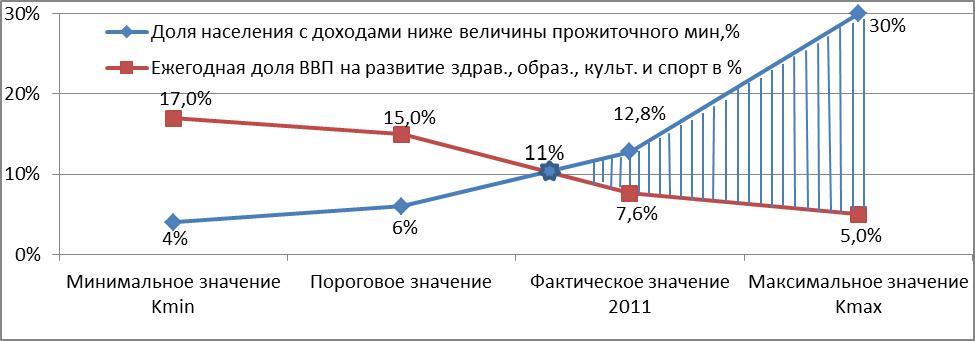 30%
Доля населения с доходами ниже величины прожиточного мин,%
30%
Ежегодная доля ВВП на развитие здрав., образ., культ. и спорт в %
20%
17,0%
15,0%
12,8%
11%
10%
7,6%
4%
6%
5,0%
0%
Минимальное значение
Kmin
Пороговое значение
Фактическое значение
2011
Максимальное значение
Kmax